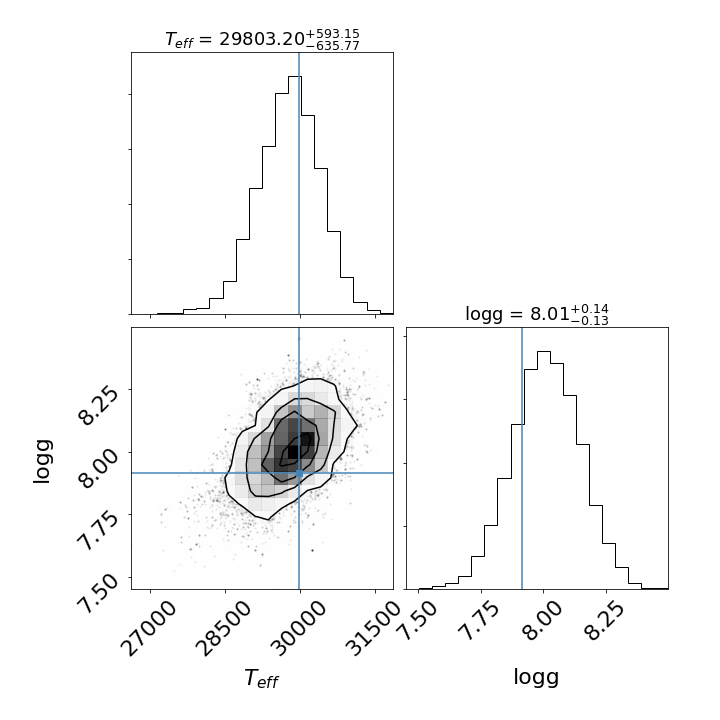 T_eff = 29803.20+593.15−635.77
logg = 8.01+0.14−0.13
logg
8.25
8.00
7.75
7.50
27000 28500 30000 31500
T_eff
7.50 7.75 8.00 8.25
logg